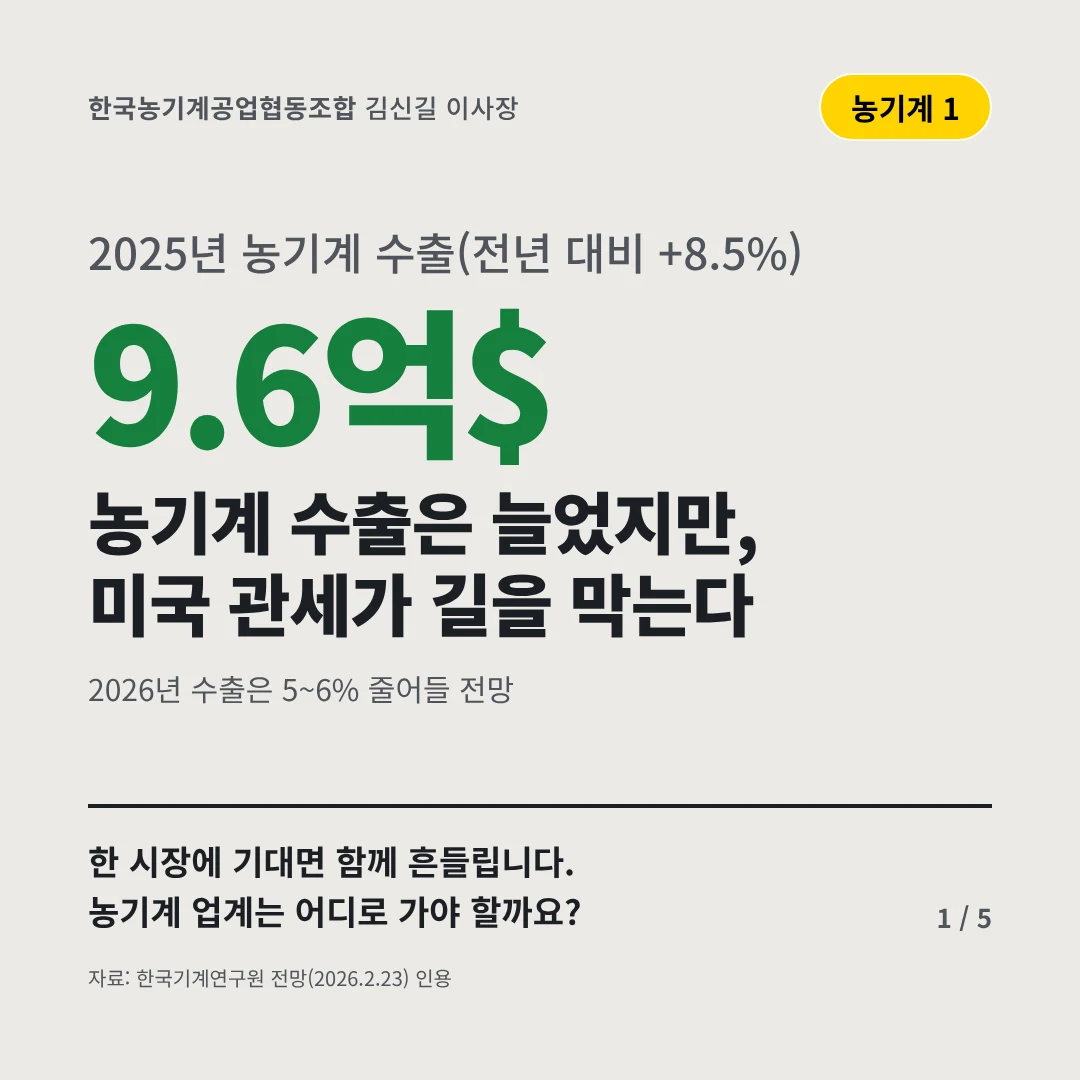 한국농기계공업협동조합 김신길 이사장
농기계 1
2025년 농기계 수출(전년 대비 +8.5%)
9.6억$
농기계 수출은 늘었지만,
미국 관세가 길을 막는다
2026년 수출은 5~6% 줄어들 전망
한 시장에 기대면 함께 흔들립니다.
농기계 업계는 어디로 가야 할까요?
1 / 5
자료: 한국기계연구원 전망(2026.2.23) 인용